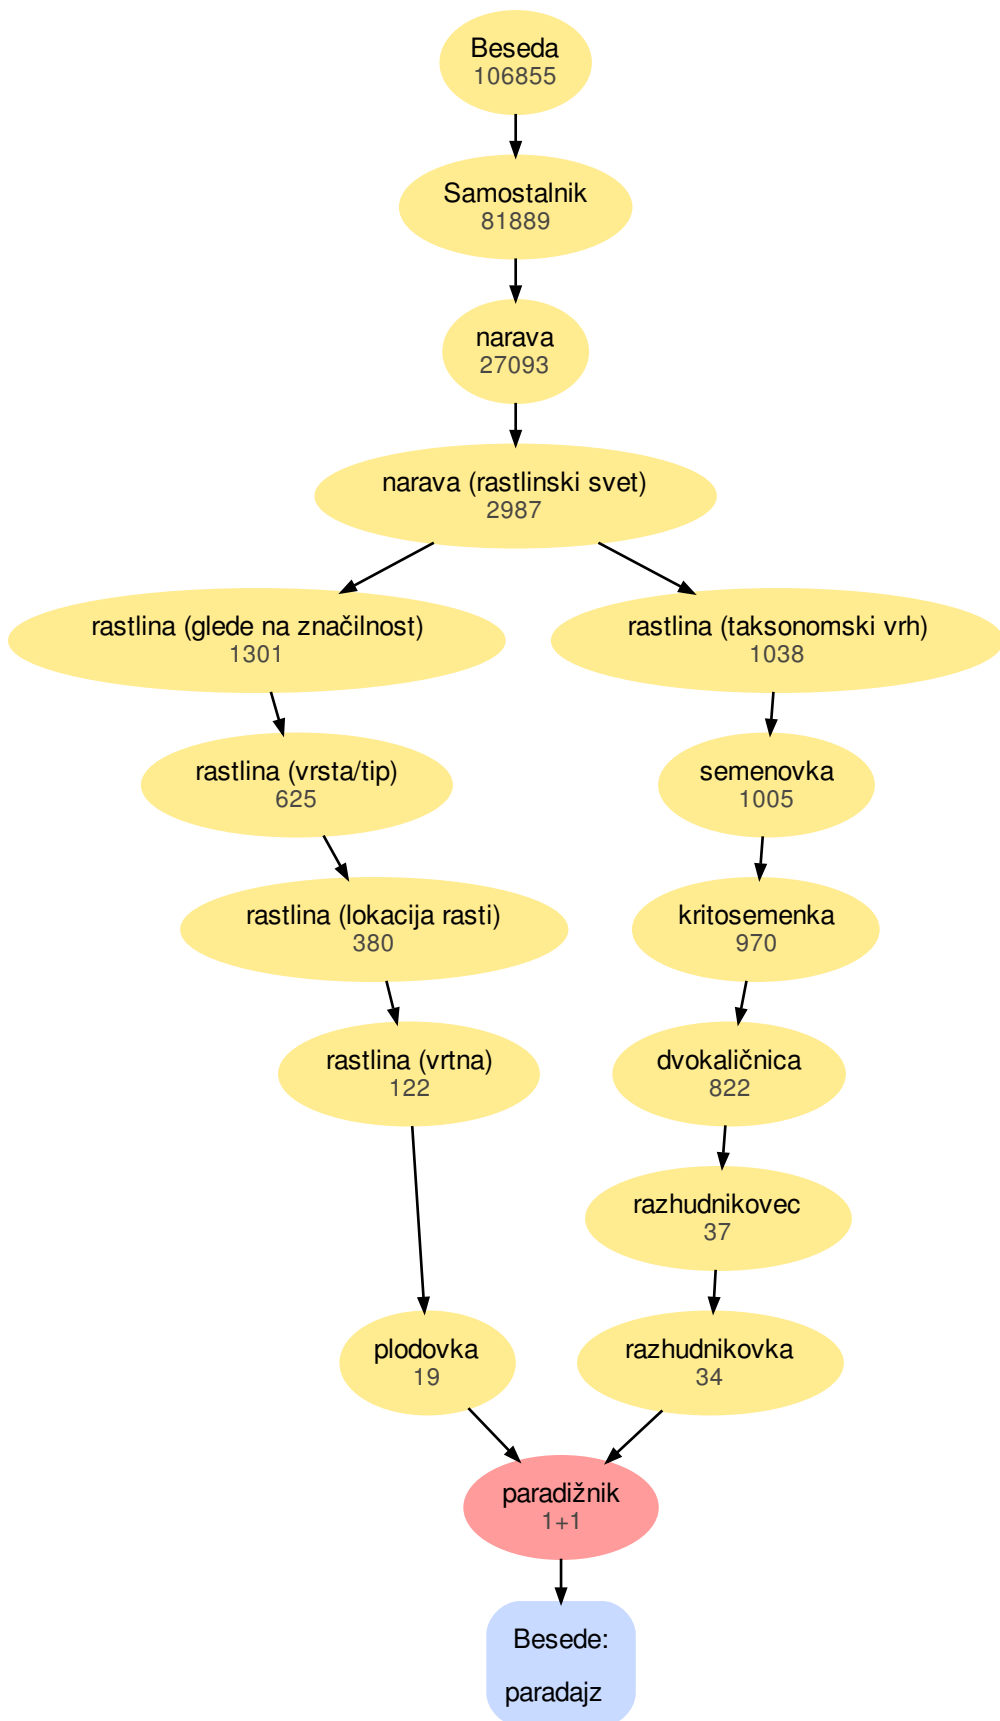 Beseda
106855
Samostalnik
81889
narava
27093
narava (rastlinski svet)
2987
rastlina (glede na značilnost)
1301
rastlina (taksonomski vrh)
1038
rastlina (vrsta/tip)
625
semenovka
1005
rastlina (lokacija rasti)
380
kritosemenka
970
rastlina (vrtna)
122
dvokaličnica
822
razhudnikovec
37
plodovka
19
razhudnikovka
34
paradižnik
1+1
Besede:
paradajz